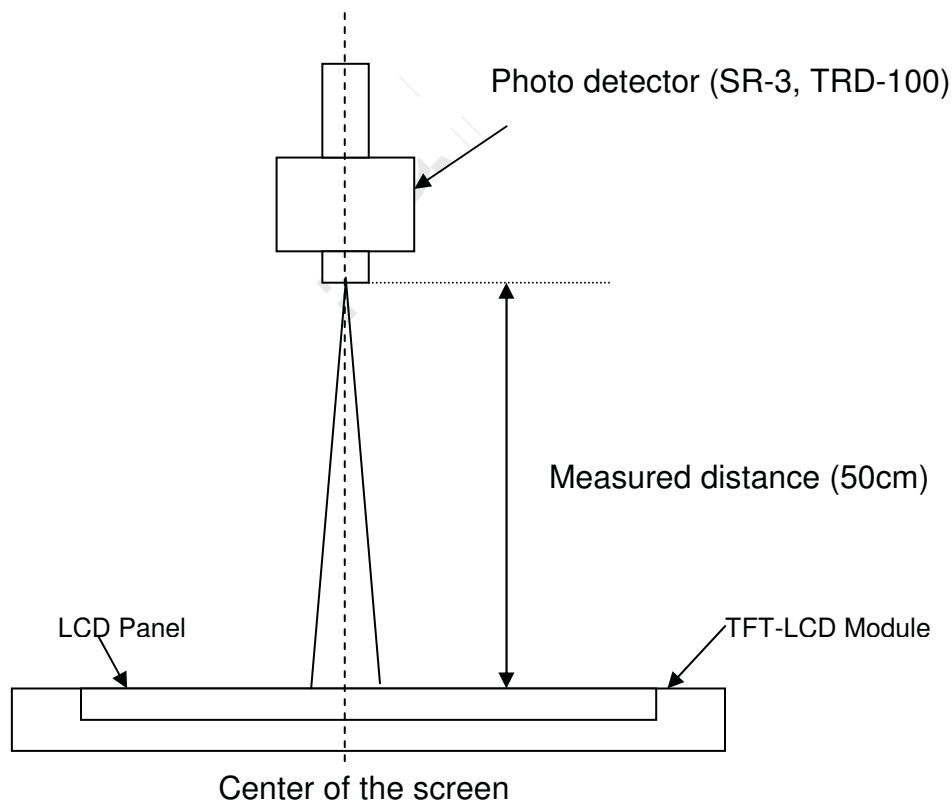 Photo detector (SR-3, TRD-100)
Measured distance (50cm)
LCD Panel
TFT-LCD Module
Center of the screen